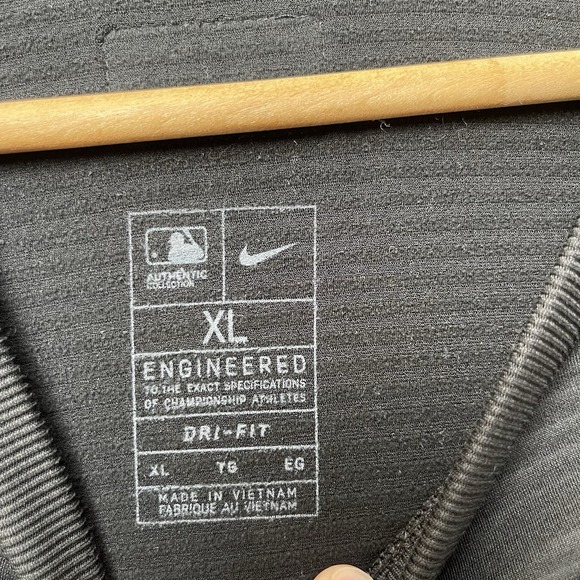 AUTHENTIC
COLLECTION
XL
ENGINEERED
TO THE EXACT SPECIFICATIONS
OF CHAMPIONSHIP ATHLETES
DRI-FIT
XL TG EG
MADE IN VIETNAM
FABRIQUE AU VIETNAM